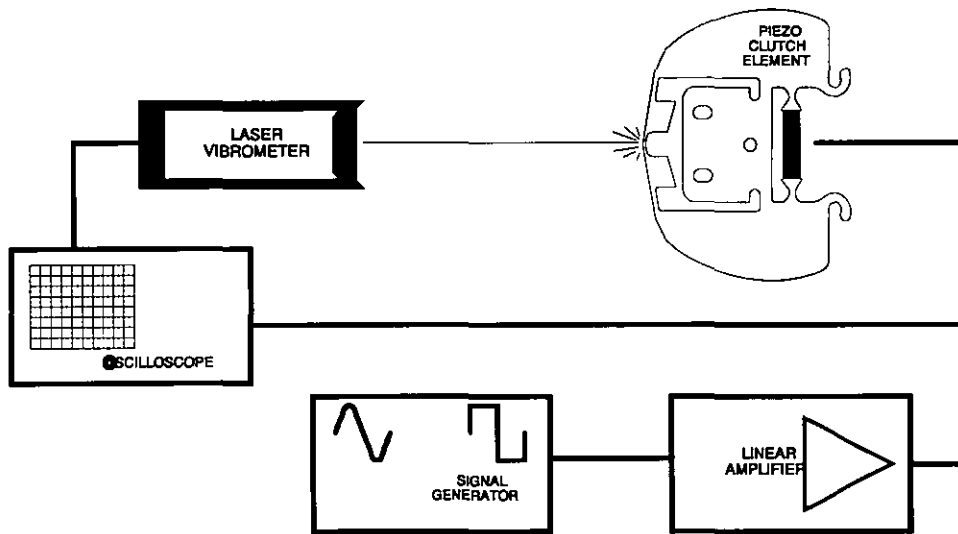 PIEZO
CLUTCH
ELEMENT
LASER
VIBROMETER
OSCILLOSCOPE
SIGNAL
GENERATOR
LINEAR
AMPLIFIER